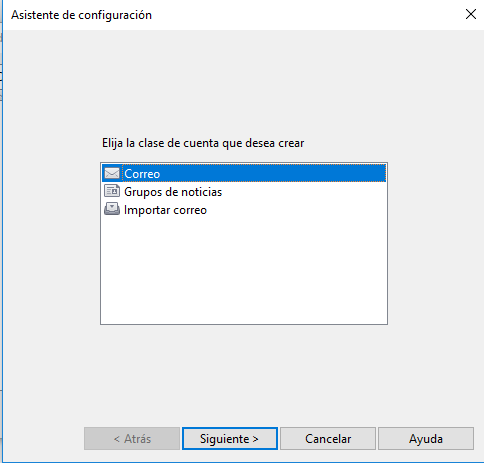 Asistente de configuración
Elija la clase de cuenta que desea crear
Correo
Grupos de noticias
Importar correo
< Atrás
Siguiente >
Cancelar
Ayuda